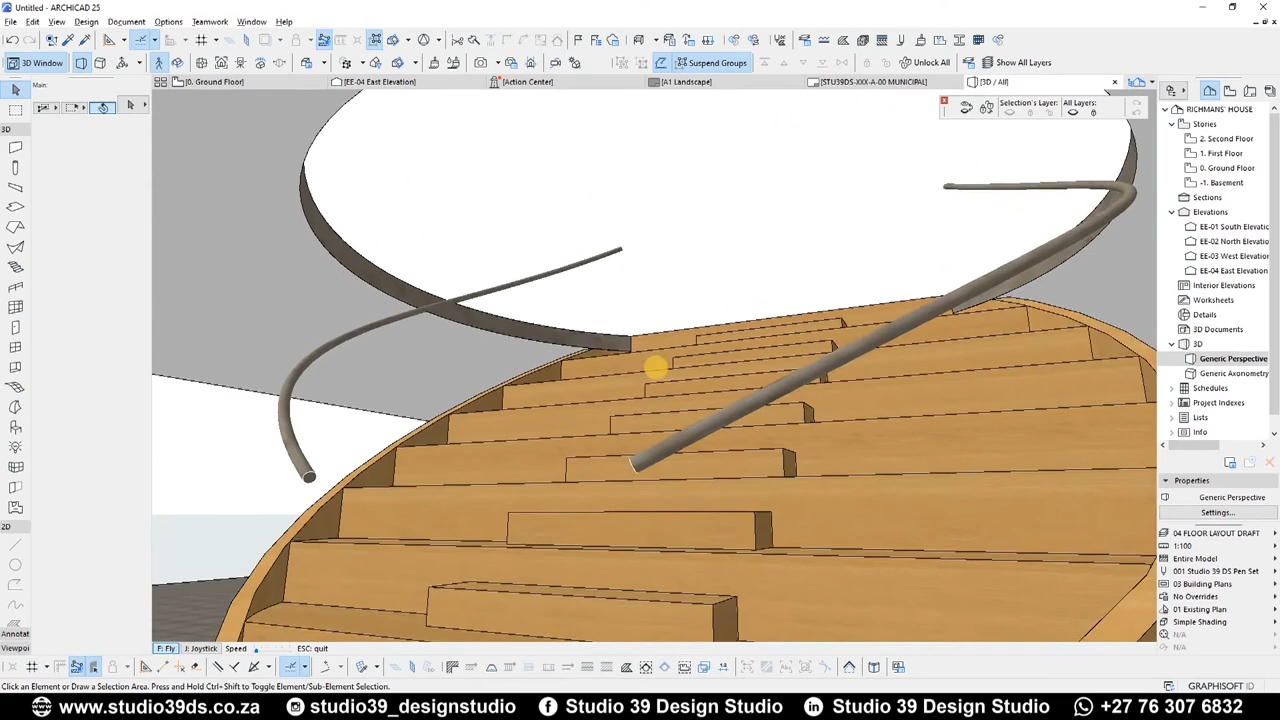 Untitled - ARCHICAD 25
File Edit View Design Document Options Teamwork Window Help
3D Window
Suspend Groups
Unlock All
Show All Layers
[0. Ground Floor]
[EE-04 East Elevation]
[Action Center]
[A1 Landscape]
[STU39DS-XXX-A-00 MUNICIPAL]
[3D / All]
Main:
Selection's Layer:
All Layers:
3D
2D
Annotat
Viewpoi
RICHMANS' HOUSE
Stories
2. Second Floor
1. First Floor
0. Ground Floor
-1. Basement
Sections
Elevations
EE-01 South Elevatic
EE-02 North Elevatic
EE-03 West Elevatio
EE-04 East Elevation
Interior Elevations
Worksheets
Details
3D Documents
3D
Generic Perspective
Generic Axonometry
Schedules
Project Indexes
Lists
Info
Properties
Generic Perspective
Settings...
04 FLOOR LAYOUT DRAFT
1:100
Entire Model
001 Studio 39 DS Pen Set
03 Building Plans
No Overrides
01 Existing Plan
Simple Shading
N/A
N/A
F: Fly J: Joystick Speed ESC: quit
Click an Element or Draw a Selection Area. Press and Hold Ctrl+Shift to Toggle Element/Sub-Element Selection.
GRAPHISOFT ID
www.studio39ds.co.za studio39_designstudio Studio 39 Design Studio Studio 39 Design Studio +27 76 307 6832